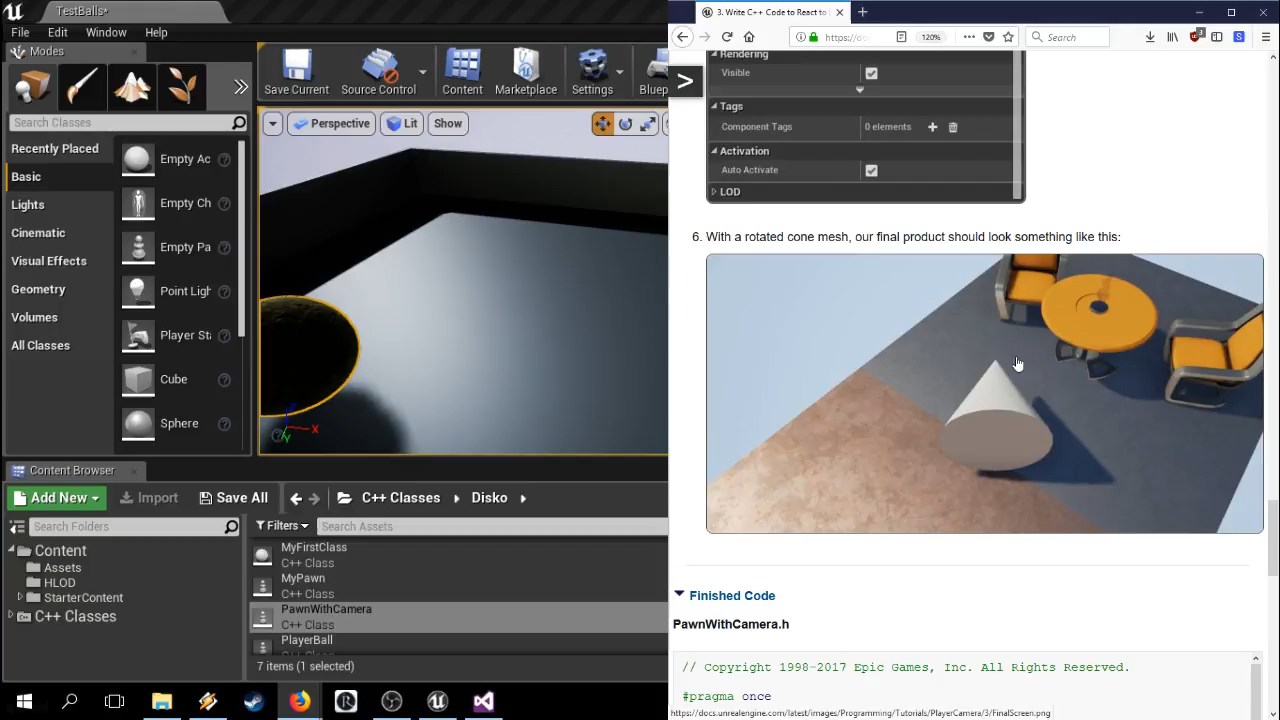 TestBalls*
File Edit Window Help
Modes
Save Current
Source Control
Content
Marketplace
Settings
Bluep
Search Classes
Recently Placed
Basic
Lights
Cinematic
Visual Effects
Geometry
Volumes
All Classes
Empty Ac
Empty Ch
Empty Pa
Point Ligh
Player Sta
Cube
Sphere
Perspective
Lit
Show
X
Y
Content Browser
Add New
Import
Save All
C++ Classes
Disko
Search Folders
Filters
Search Assets
Content
Assets
HLOD
StarterContent
C++ Classes
MyFirstClass
C++ Class
MyPawn
C++ Class
PawnWithCamera
C++ Class
PlayerBall
7 items (1 selected)
3. Write C++ Code to React to
https://do
120%
Search
3
S
>
Rendering
Visible
Tags
Component Tags
0 elements
Activation
Auto Activate
LOD
6. With a rotated cone mesh, our final product should look something like this:
Finished Code
PawnWithCamera.h
// Copyright 1998-2017 Epic Games, Inc. All Rights Reserved.
#pragma once
https://docs.unrealengine.com/latest/images/Programming/Tutorials/PlayerCamera/3/FinalScreen.png